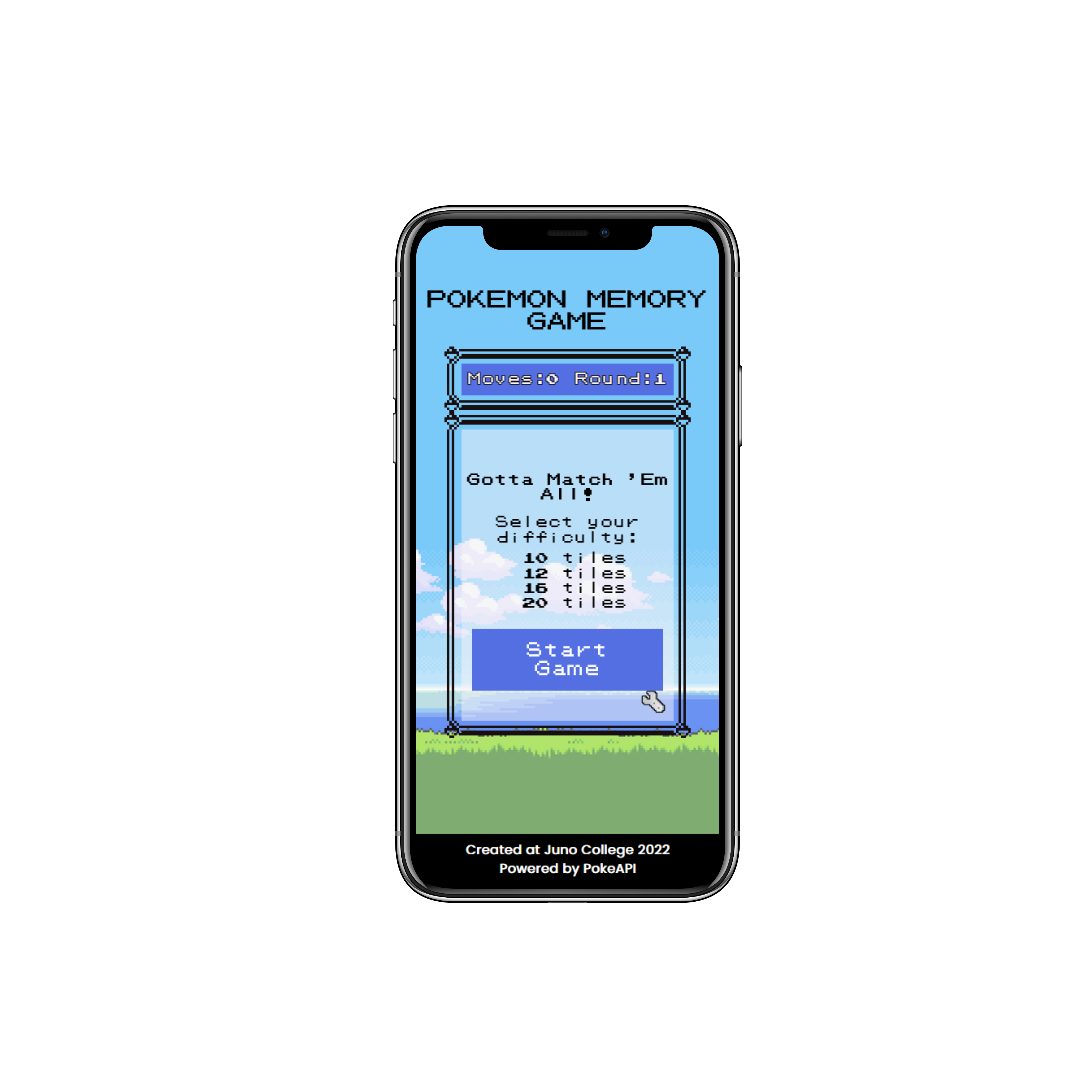 POKEMON MEMORY
GAME
Moves:0 Round:1
Gotta Match 'Em
All!
Select your
difficulty:
10 tiles
12 tiles
16 tiles
20 tiles
Start
Game
Created at Juno College 2022
Powered by PokeAPI